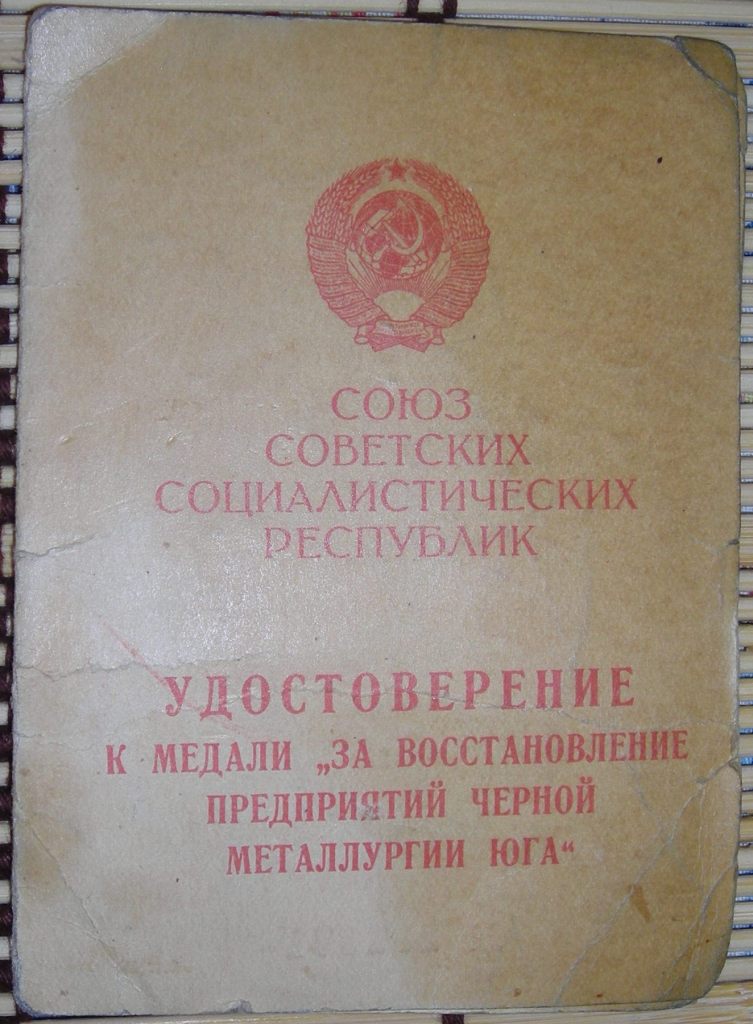 СОЮЗ
СОВЕТСКИХ
СОЦИАЛИСТИЧЕСКИХ
РЕСПУБЛИК
УДОСТОВЕРЕНИЕ
К МЕДАЛИ „ЗА ВОССТАНОВЛЕНИЕ
ПРЕДПРИЯТИЙ ЧЕРНОЙ
МЕТАЛЛУРГИИ ЮГА“